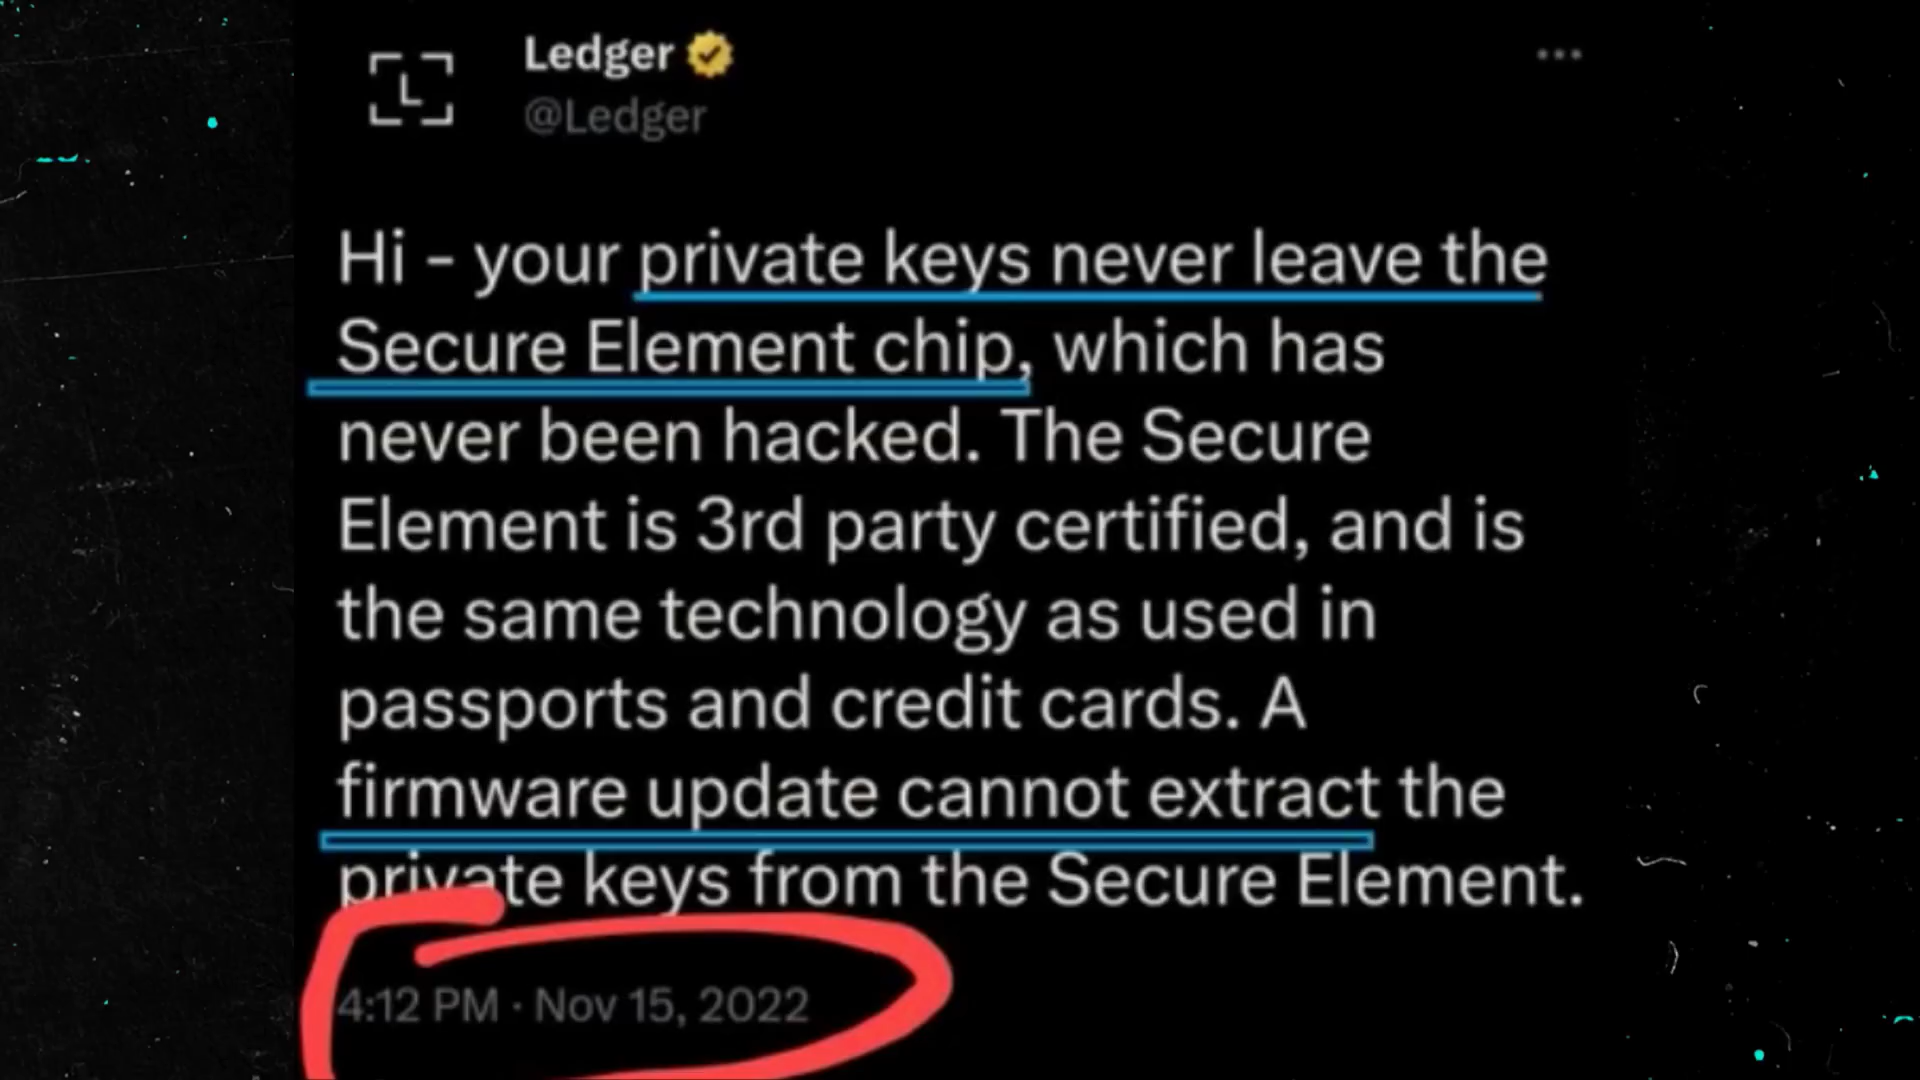 Ledger
@Ledger
Hi - your private keys never leave the
Secure Element chip, which has
never been hacked. The Secure
Element is 3rd party certified, and is
the same technology as used in
passports and credit cards. A
firmware update cannot extract the
private keys from the Secure Element.
4:12 PM · Nov 15, 2022